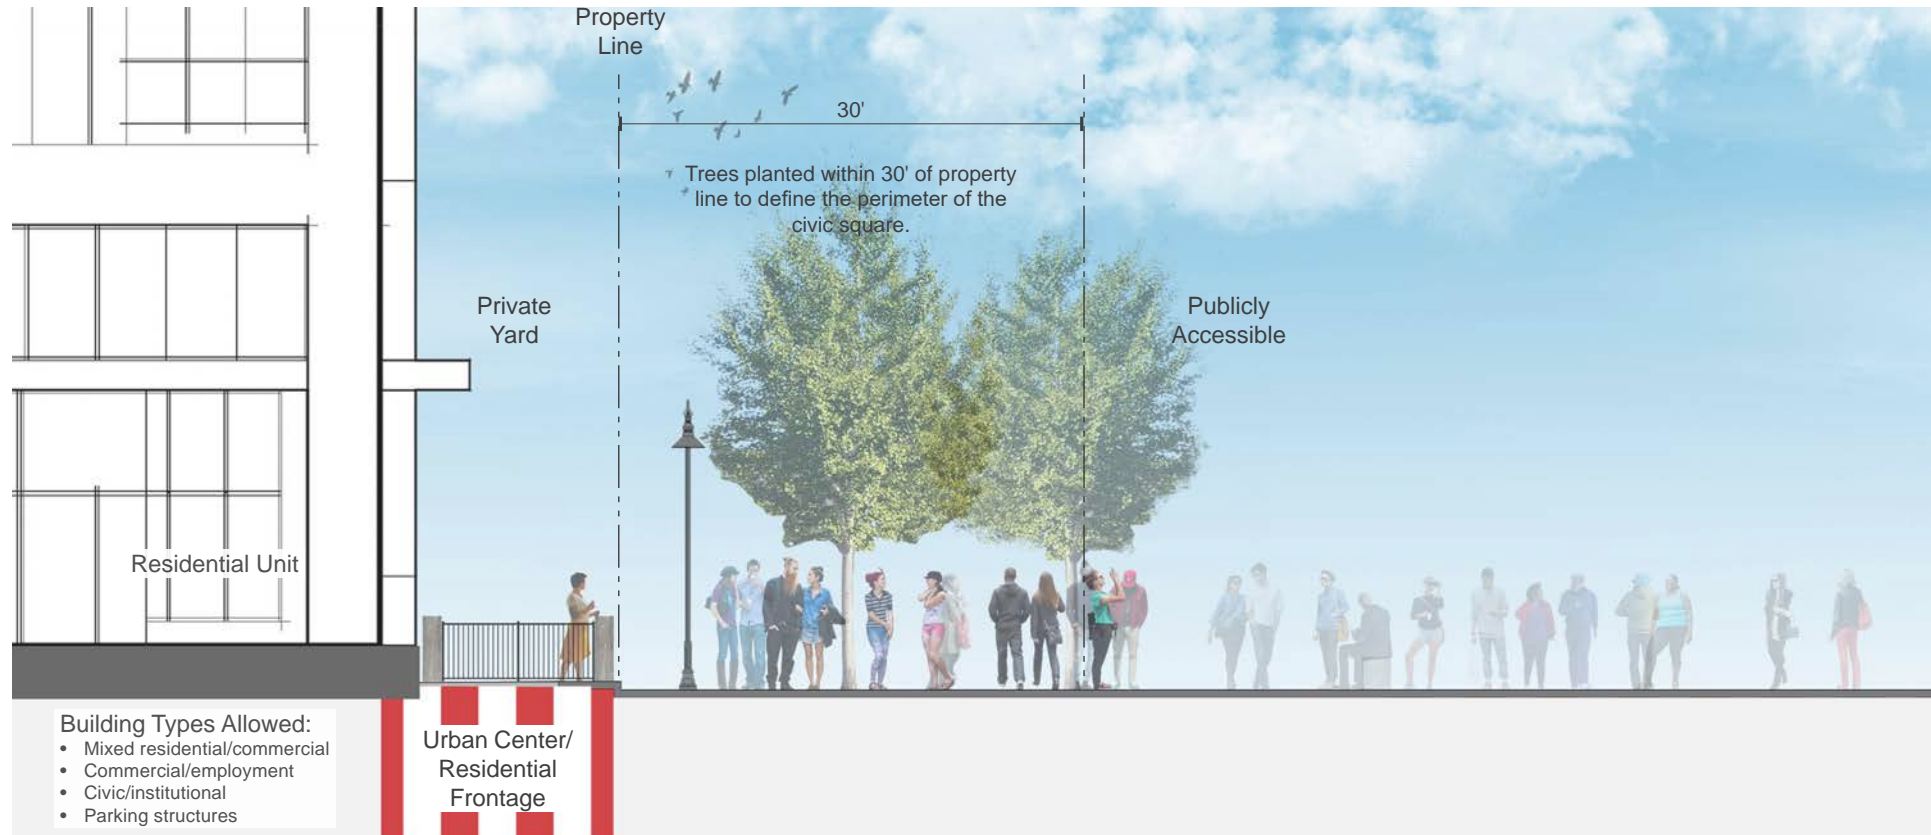 Property
Line
30'
Trees planted within 30' of property
line to define the perimeter of the
civic square.
Private
Yard
Publicly
Accessible
Residential Unit
Building Types Allowed:
• Mixed residential/commercial
• Commercial/employment
• Civic/institutional
• Parking structures
Urban Center/
Residential
Frontage